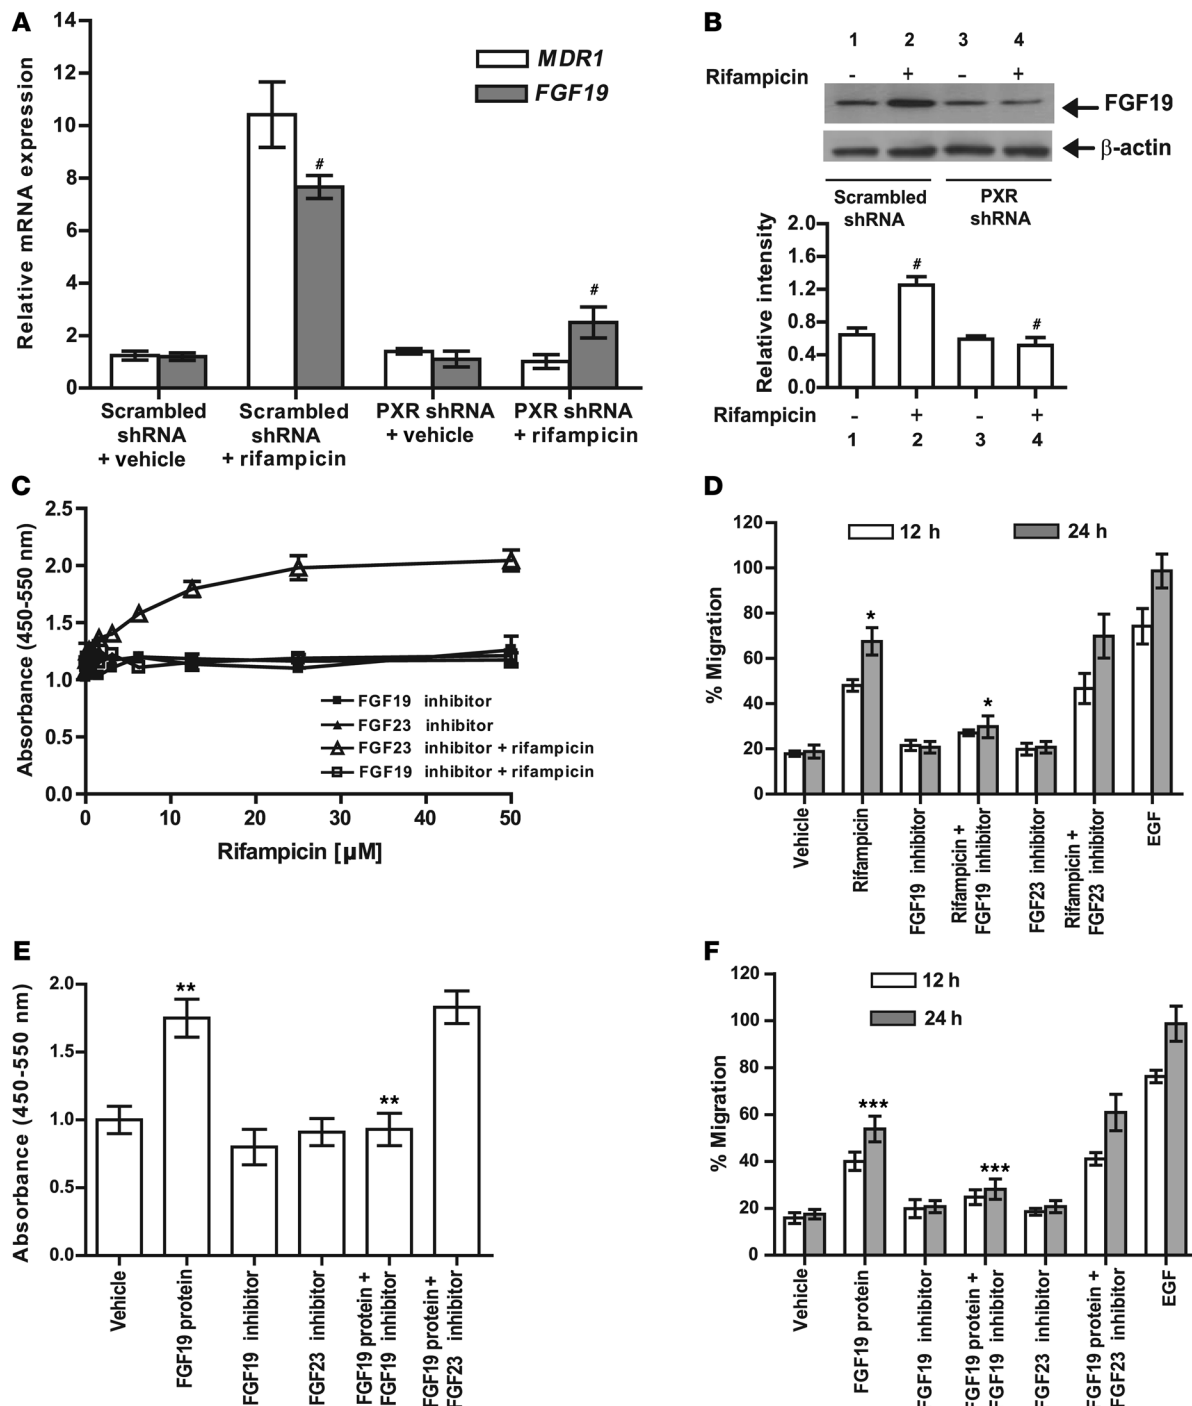 A
14
12
10
8
6
4
2
0
Relative mRNA expression
MDR1
FGF19
#
#
Scrambled
shRNA
+ vehicle
Scrambled
shRNA
+ rifampicin
PXR shRNA
+ vehicle
PXR shRNA
+ rifampicin
B
1 2 3 4
Rifampicin - + - +
FGF19
β-actin
Scrambled
shRNA
PXR
shRNA
Relative intensity
2.0
1.6
1.2
0.8
0.4
0.0
#
#
Rifampicin - + - +
1 2 3 4
C
2.5
2.0
1.5
1.0
0.5
0.0
Absorbance (450-550 nm)
FGF19 inhibitor
FGF23 inhibitor
FGF23 inhibitor + rifampicin
FGF19 inhibitor + rifampicin
0 10 20 30 40 50
Rifampicin [µM]
D
120
100
80
60
40
20
0
% Migration
12 h
24 h
*
*
Vehicle
Rifampicin
FGF19 inhibitor
Rifampicin +
FGF19 inhibitor
FGF23 inhibitor
Rifampicin +
FGF23 inhibitor
EGF
E
2.0
1.5
1.0
0.5
0.0
Absorbance (450-550 nm)
**
**
Vehicle
FGF19 protein
FGF19 inhibitor
FGF23 inhibitor
FGF19 protein +
FGF19 inhibitor
FGF19 protein +
FGF23 inhibitor
F
120
100
80
60
40
20
0
% Migration
12 h
24 h
***
***
Vehicle
FGF19 protein
FGF19 inhibitor
FGF19 protein +
FGF19 inhibitor
FGF23 inhibitor
FGF19 protein +
FGF23 inhibitor
EGF